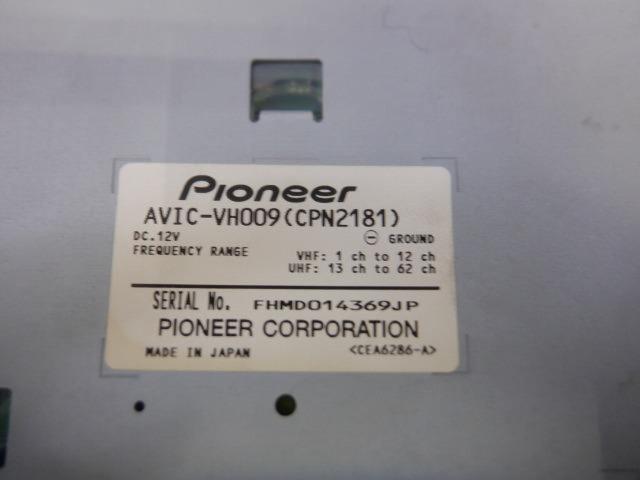 Pioneer
AVIC-VH009(CPN2181)
DC.12V ⊖ GROUND
FREQUENCY RANGE VHF: 1 ch to 12 ch
UHF: 13 ch to 62 ch
SERIAL No. FHMD014369JP
PIONEER CORPORATION
MADE IN JAPAN <CEA6286-A>